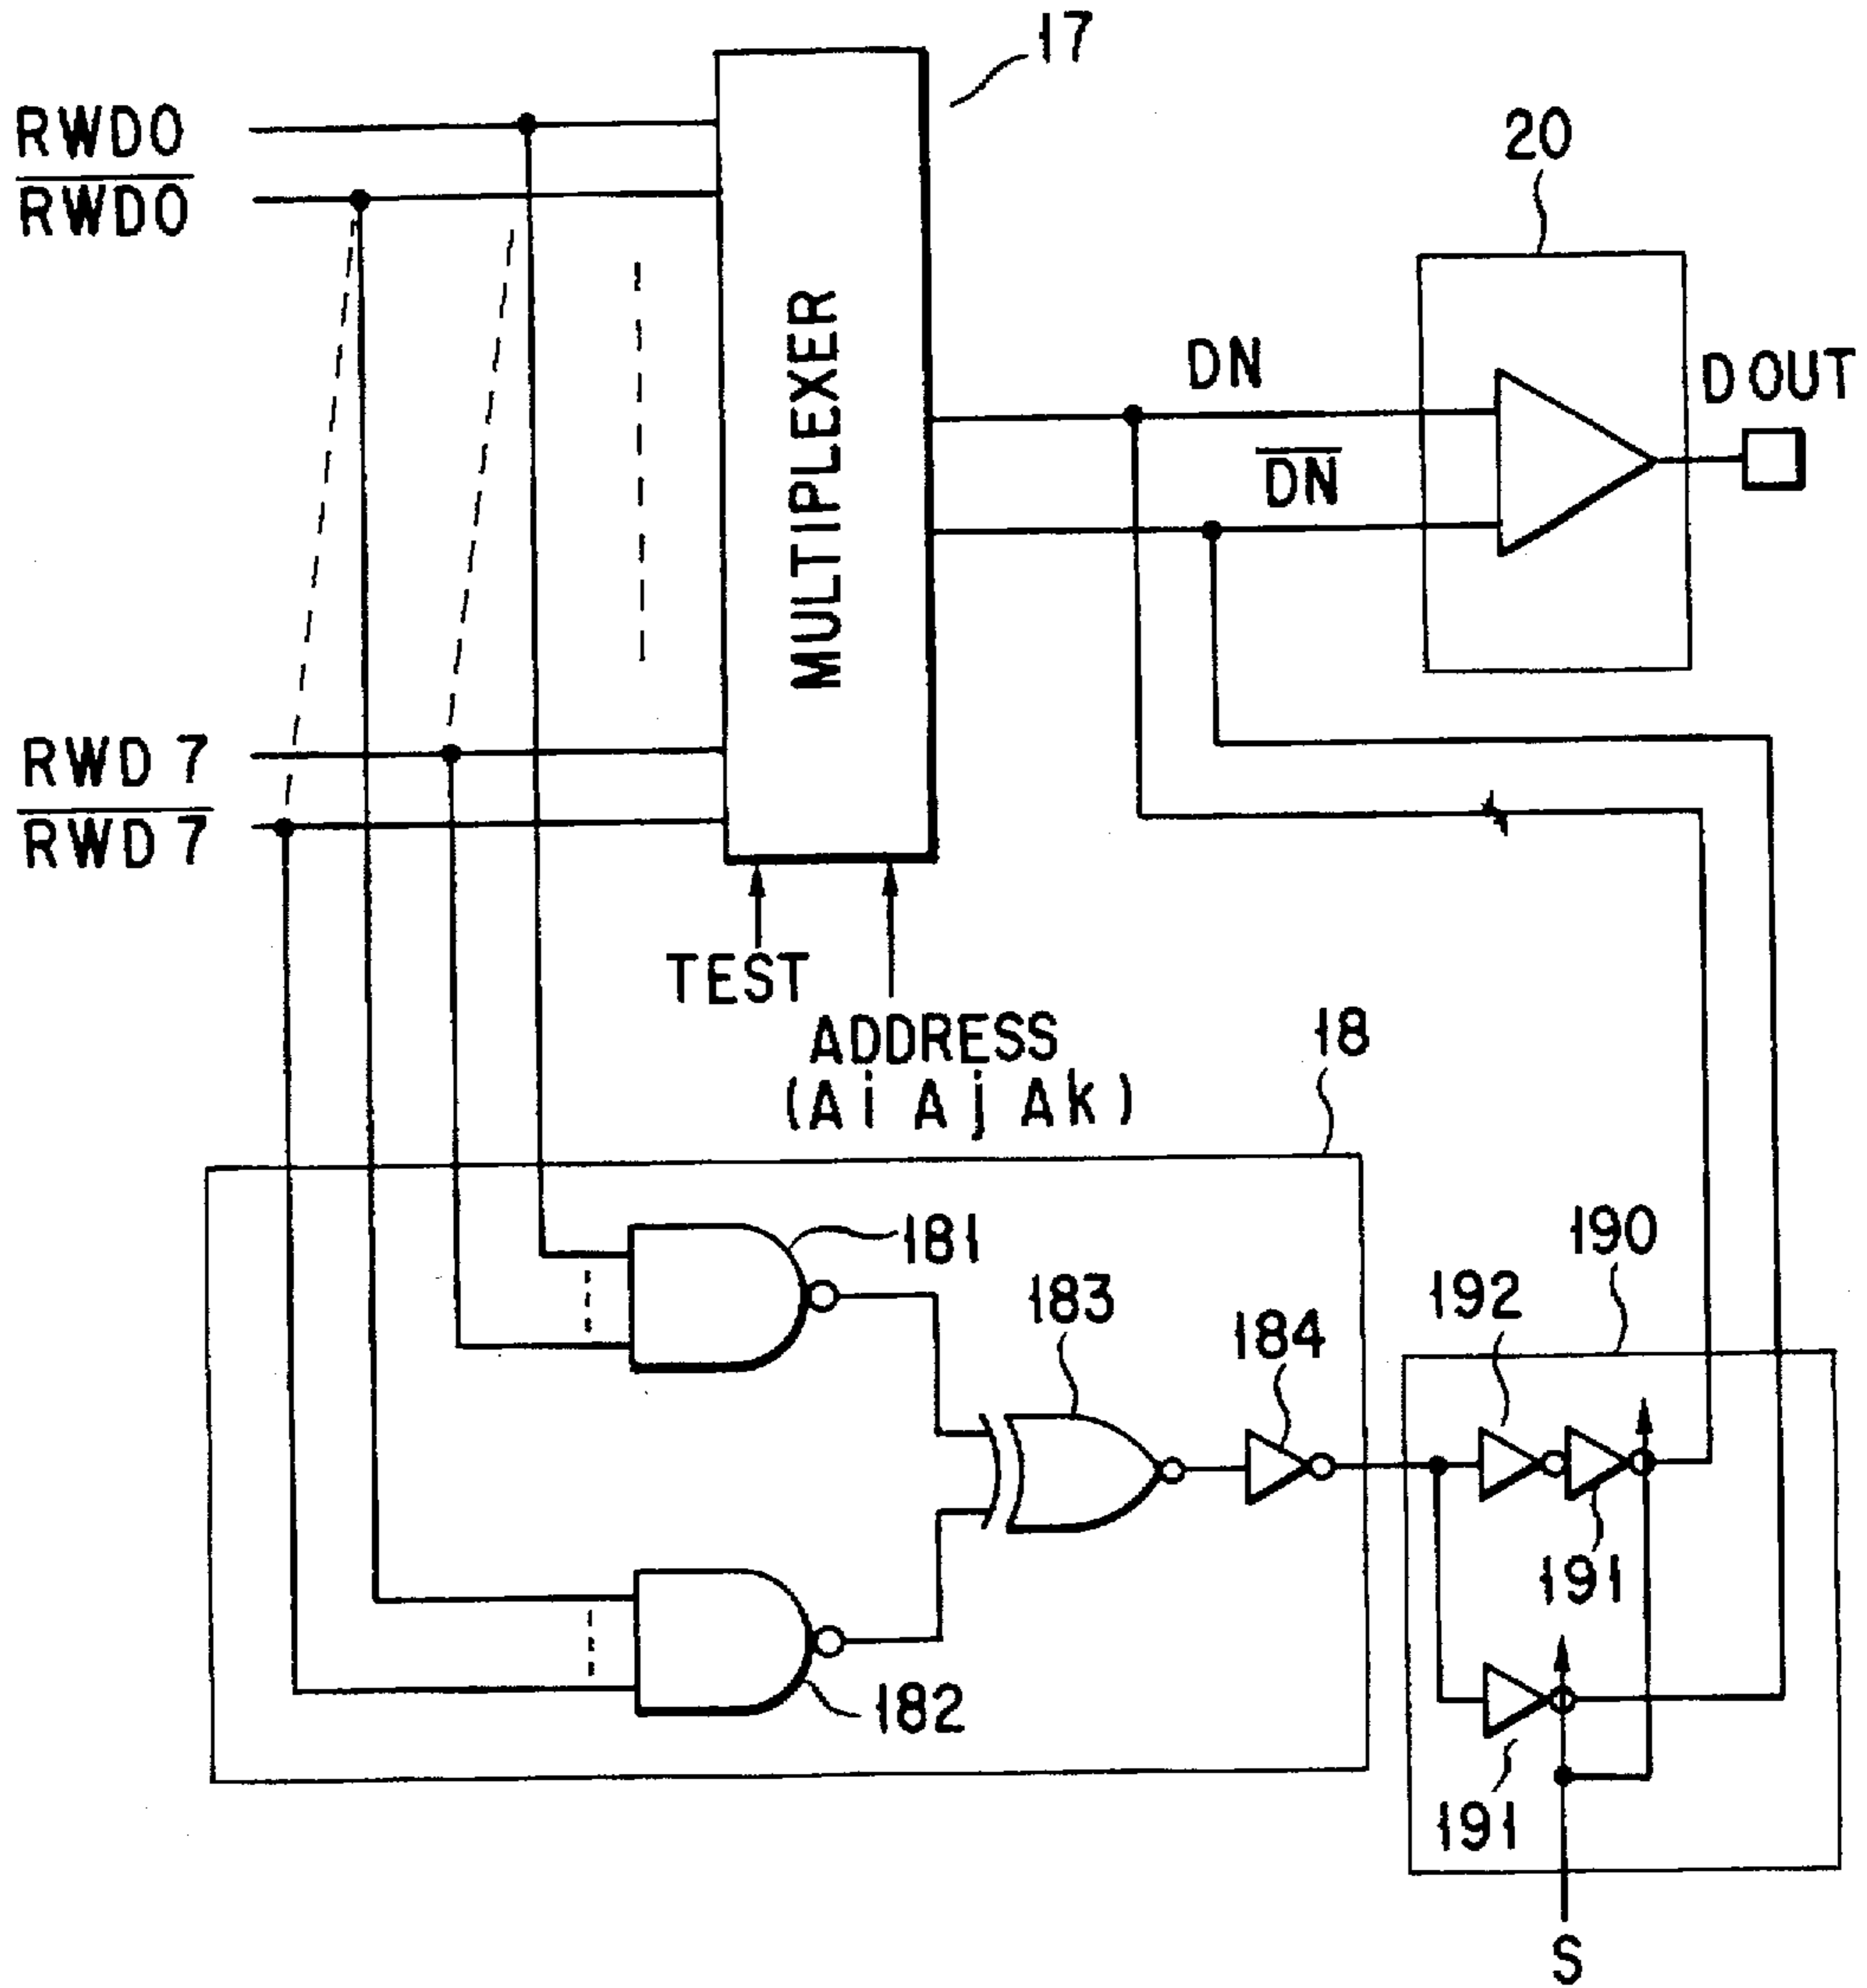 17
RWD0
RWD0
20
MULTIPLEXER
DN
D OUT
DN
RWD 7
RWD 7
TEST
ADDRESS
(Ai Aj Ak)
18
181
190
192
183
184
191
182
191
S